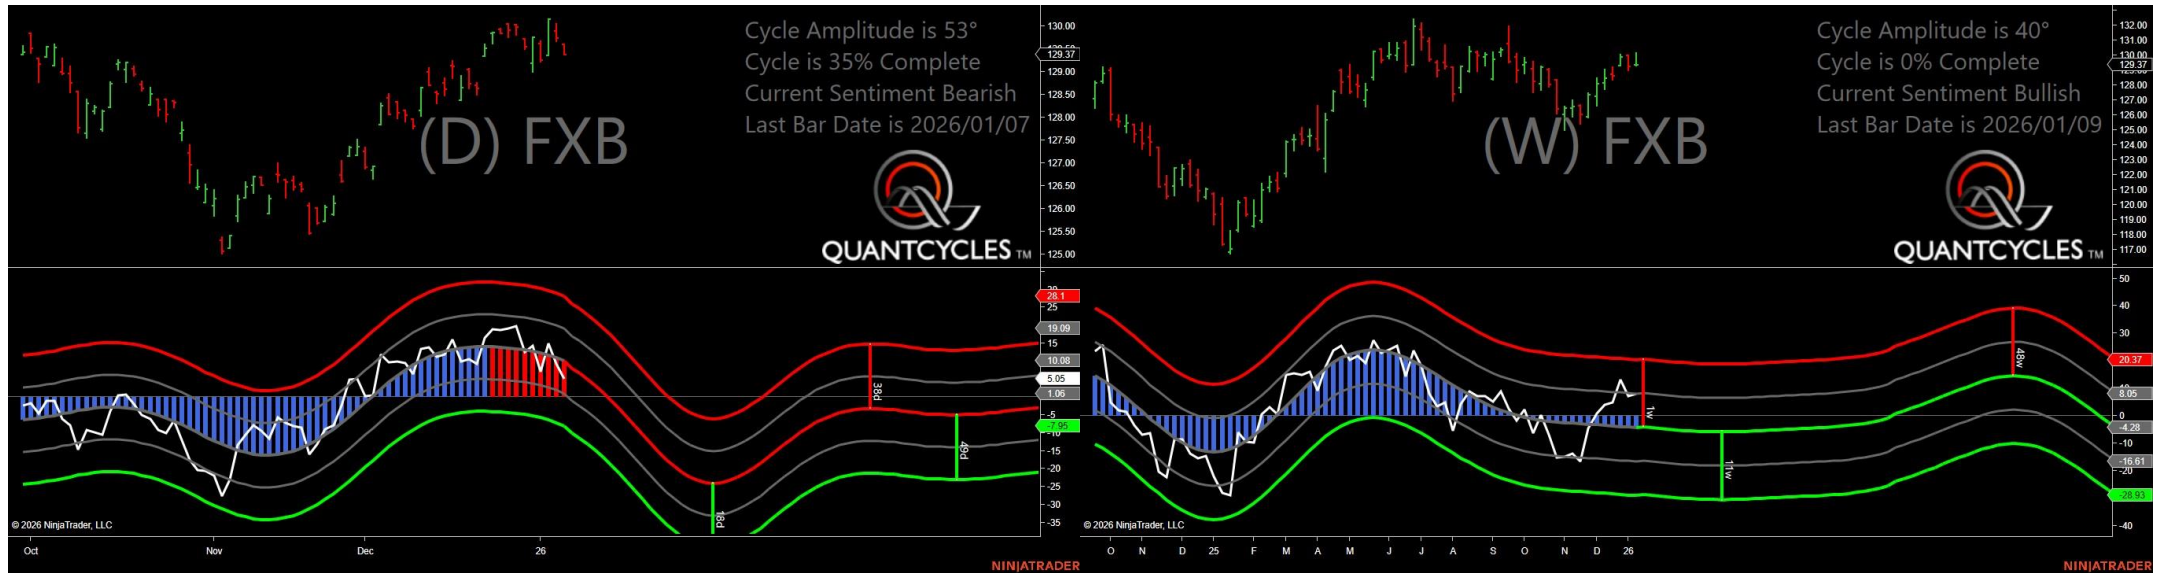 Cycle Amplitude is 53°
Cycle is 35% Complete
Current Sentiment Bearish
Last Bar Date is 2026/01/07
(D) FXB
QUANTCYCLES TM
130.00
129.37
129.00
128.50
128.00
127.50
127.00
126.50
126.00
125.50
125.00
28.1
25
19.09
15
10.08
5.05
1.06
-5
-7.95
-10
-15
-20
-25
-30
-35
38d
49d
18d
© 2026 NinjaTrader, LLC
Oct Nov Dec 26
NINJATRADER
Cycle Amplitude is 40°
Cycle is 0% Complete
Current Sentiment Bullish
Last Bar Date is 2026/01/09
(W) FXB
QUANTCYCLES TM
132.00
131.00
130.00
129.37
128.00
127.00
126.00
125.00
124.00
123.00
122.00
121.00
120.00
119.00
118.00
117.00
50
40
30
20.37
8.05
0
-4.28
-10
-16.61
-20
-28.93
-40
1w
11w
48w
© 2026 NinjaTrader, LLC
O N D 25 F M A M J J A S O N D 26
NINJATRADER